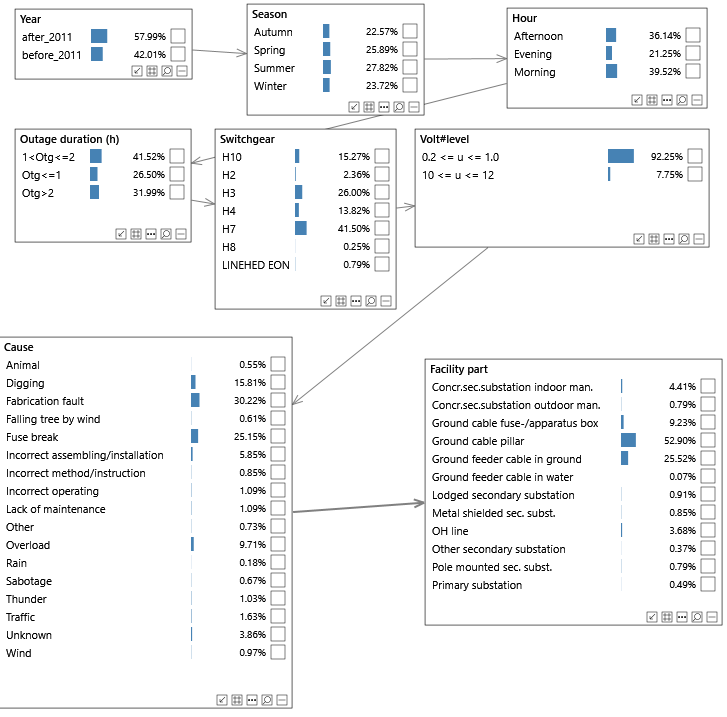 Year
after_2011 57.99%
before_2011 42.01%
Season
Autumn 22.57%
Spring 25.89%
Summer 27.82%
Winter 23.72%
Hour
Afternoon 36.14%
Evening 21.25%
Morning 39.52%
Outage duration (h)
1<Otg<=2 41.52%
Otg<=1 26.50%
Otg>2 31.99%
Switchgear
H10 15.27%
H2 2.36%
H3 26.00%
H4 13.82%
H7 41.50%
H8 0.25%
LINEHED EON 0.79%
Volt#level
0.2 <= u <= 1.0 92.25%
10 <= u <= 12 7.75%
Cause
Animal 0.55%
Digging 15.81%
Fabrication fault 30.22%
Falling tree by wind 0.61%
Fuse break 25.15%
Incorrect assembling/installation 5.85%
Incorrect method/instruction 0.85%
Incorrect operating 1.09%
Lack of maintenance 1.09%
Other 0.73%
Overload 9.71%
Rain 0.18%
Sabotage 0.67%
Thunder 1.03%
Traffic 1.63%
Unknown 3.86%
Wind 0.97%
Facility part
Concr.sec.substation indoor man. 4.41%
Concr.sec.substation outdoor man. 0.79%
Ground cable fuse-/apparatus box 9.23%
Ground cable pillar 52.90%
Ground feeder cable in ground 25.52%
Ground feeder cable in water 0.07%
Lodged secondary substation 0.91%
Metal shielded sec. subst. 0.85%
OH line 3.68%
Other secondary substation 0.37%
Pole mounted sec. subst. 0.79%
Primary substation 0.49%